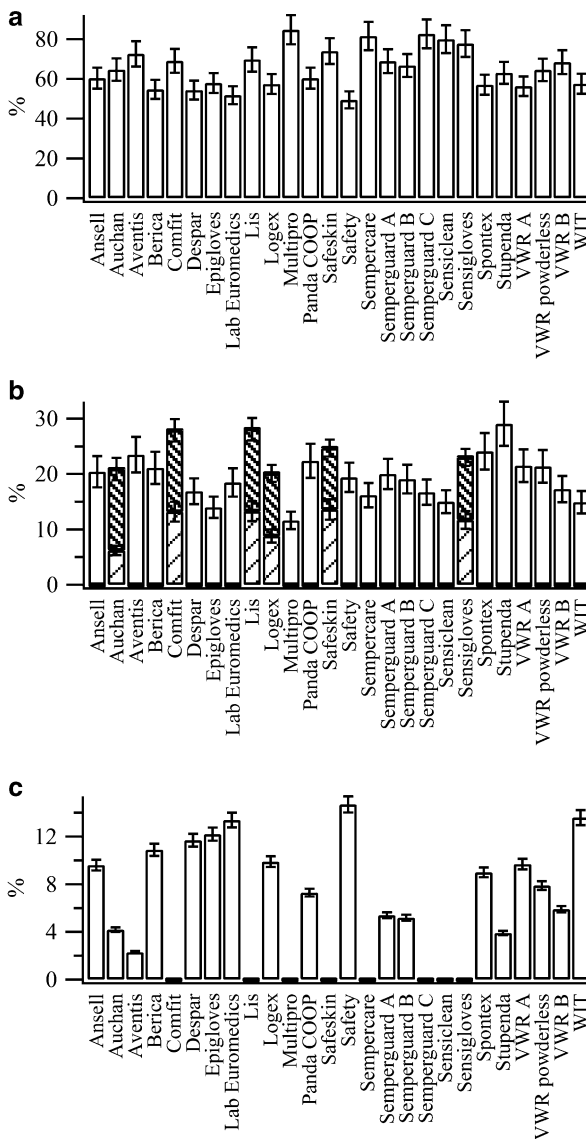 a
80
60
40
20
0
%
Ansell
Auchan
Aventis
Berica
Comfit
Despar
Epigloves
Lab Euromedics
Lis
Logex
Multipro
Panda COOP
Safeskin
Safety
Sempercare
Semperguard A
Semperguard B
Semperguard C
Sensiclean
Sensigloves
Spontex
Stupenda
VWR A
VWR powderless
VWR B
WIT
b
30
20
10
0
%
Ansell
Auchan
Aventis
Berica
Comfit
Despar
Epigloves
Lab Euromedics
Lis
Logex
Multipro
Panda COOP
Safeskin
Safety
Sempercare
Semperguard A
Semperguard B
Semperguard C
Sensiclean
Sensigloves
Spontex
Stupenda
VWR A
VWR powderless
VWR B
WIT
c
12
8
4
0
%
Ansell
Auchan
Aventis
Berica
Comfit
Despar
Epigloves
Lab Euromedics
Lis
Logex
Multipro
Panda COOP
Safeskin
Safety
Sempercare
Semperguard A
Semperguard B
Semperguard C
Sensiclean
Sensigloves
Spontex
Stupenda
VWR A
VWR powderless
VWR B
WIT